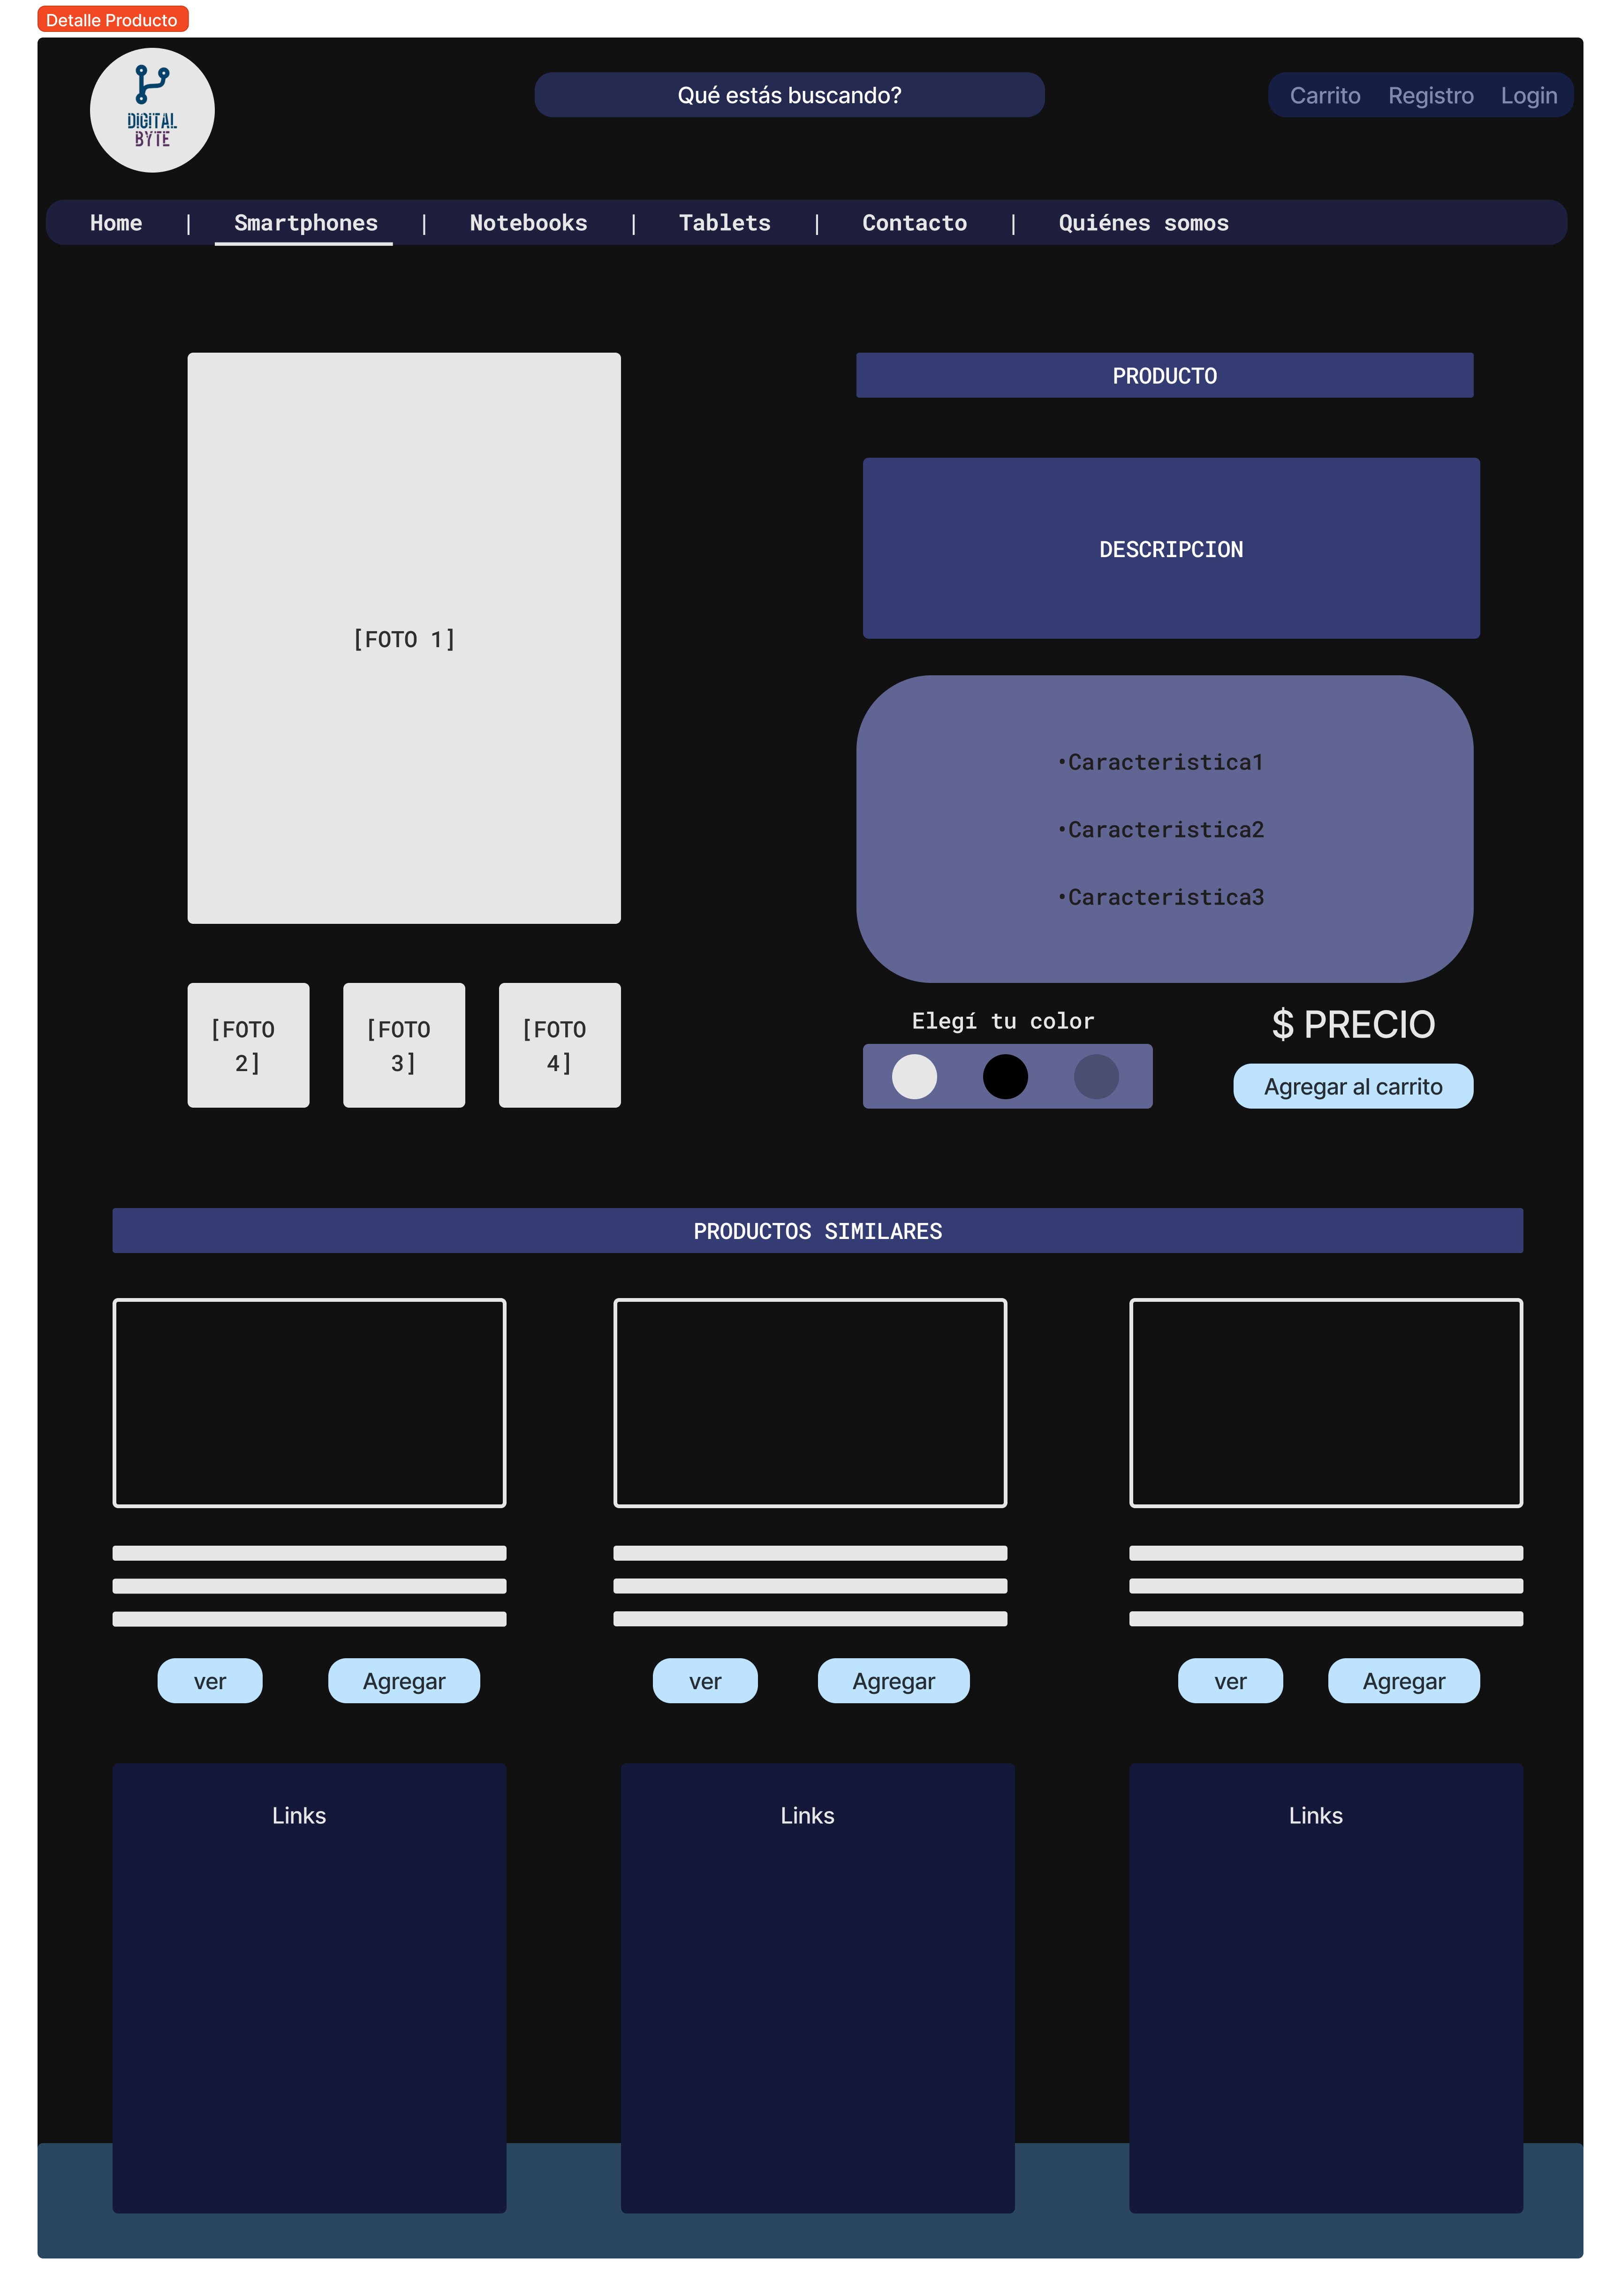 Detalle Producto
DIGITAL
BYTE
Qué estás buscando?
Carrito Registro Login
Home | Smartphones | Notebooks | Tablets | Contacto | Quiénes somos
[FOTO 1]
[FOTO
2]
[FOTO
3]
[FOTO
4]
PRODUCTO
DESCRIPCION
•Caracteristica1
•Caracteristica2
•Caracteristica3
Elegí tu color
$ PRECIO
Agregar al carrito
PRODUCTOS SIMILARES
ver Agregar
ver Agregar
ver Agregar
Links
Links
Links